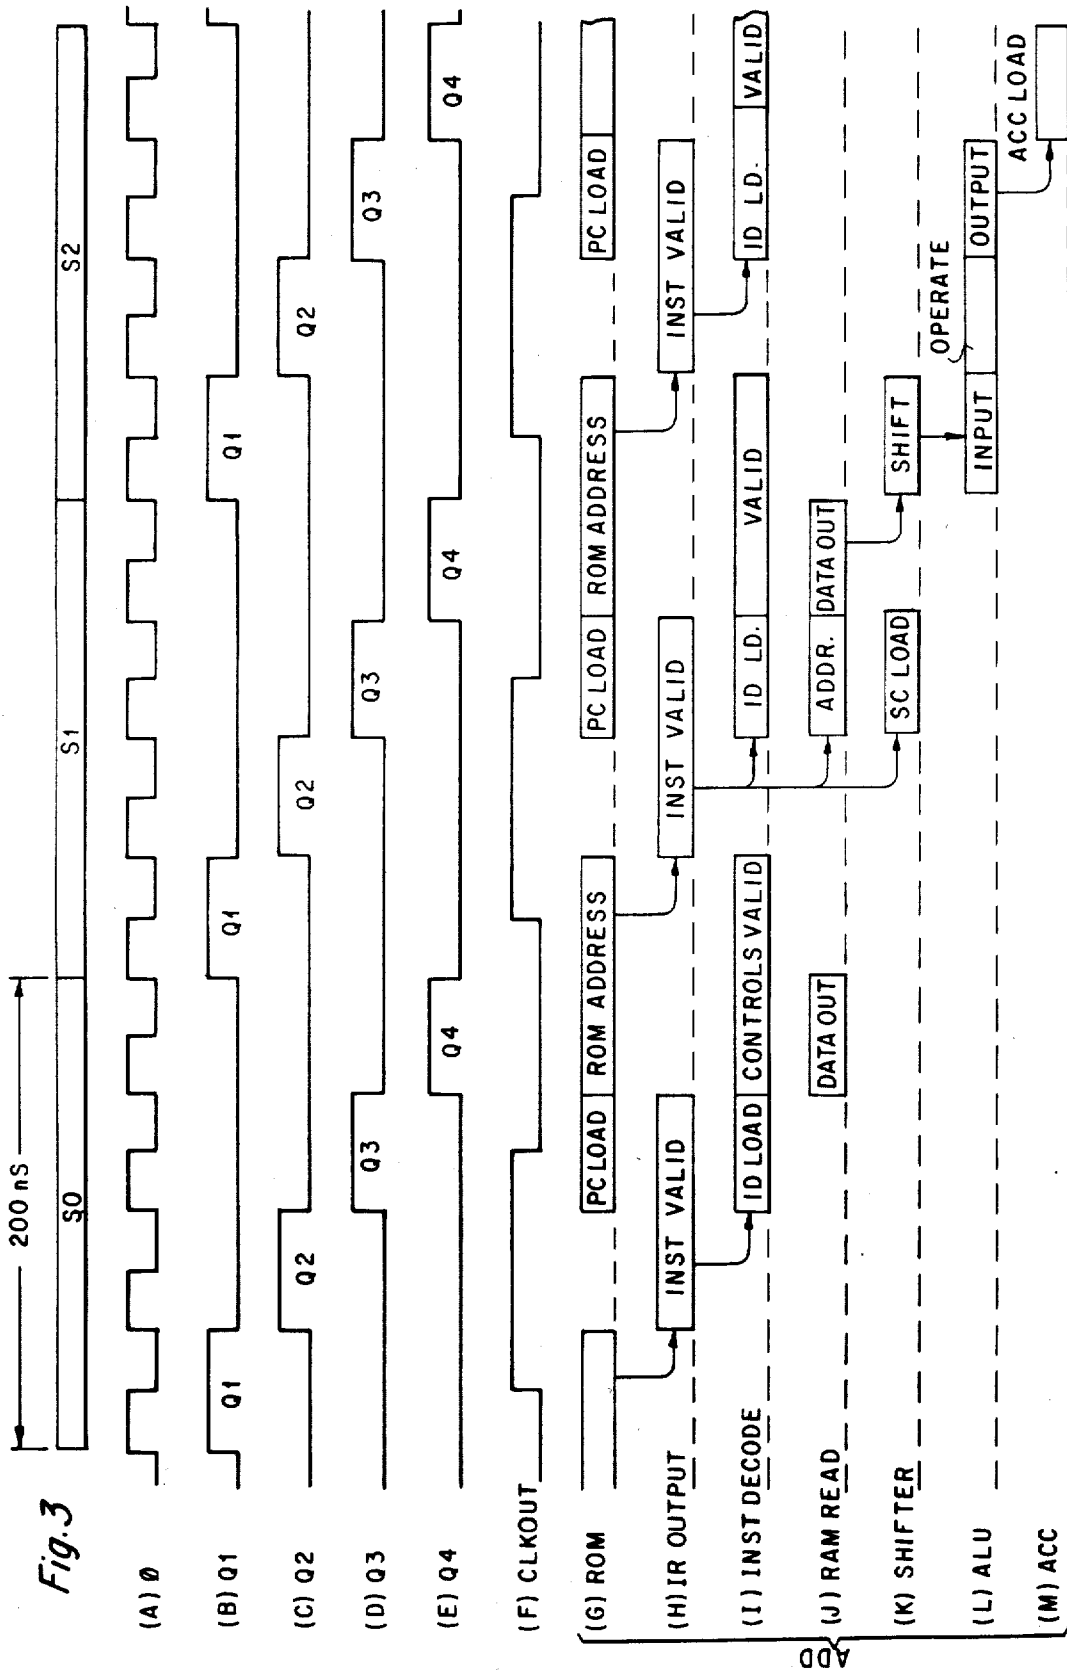 Fig.3
200 nS
S0 S1 S2
(A) Ø
(B) Q1 Q1 Q1 Q1
(C) Q2 Q2 Q2 Q2
(D) Q3 Q3 Q3 Q3
(E) Q4 Q4 Q4 Q4
(F) CLKOUT
(G) ROM PC LOAD ROM ADDRESS PC LOAD ROM ADDRESS PC LOAD
(H) IR OUTPUT INST VALID INST VALID INST VALID
(I) INST DECODE ID LOAD CONTROLS VALID ID LD. VALID ID LD. VALID
(J) RAM READ DATA OUT ADDR. DATA OUT
(K) SHIFTER SC LOAD SHIFT
OPERATE
(L) ALU INPUT OUTPUT
ACC LOAD
(M) ACC
ADD